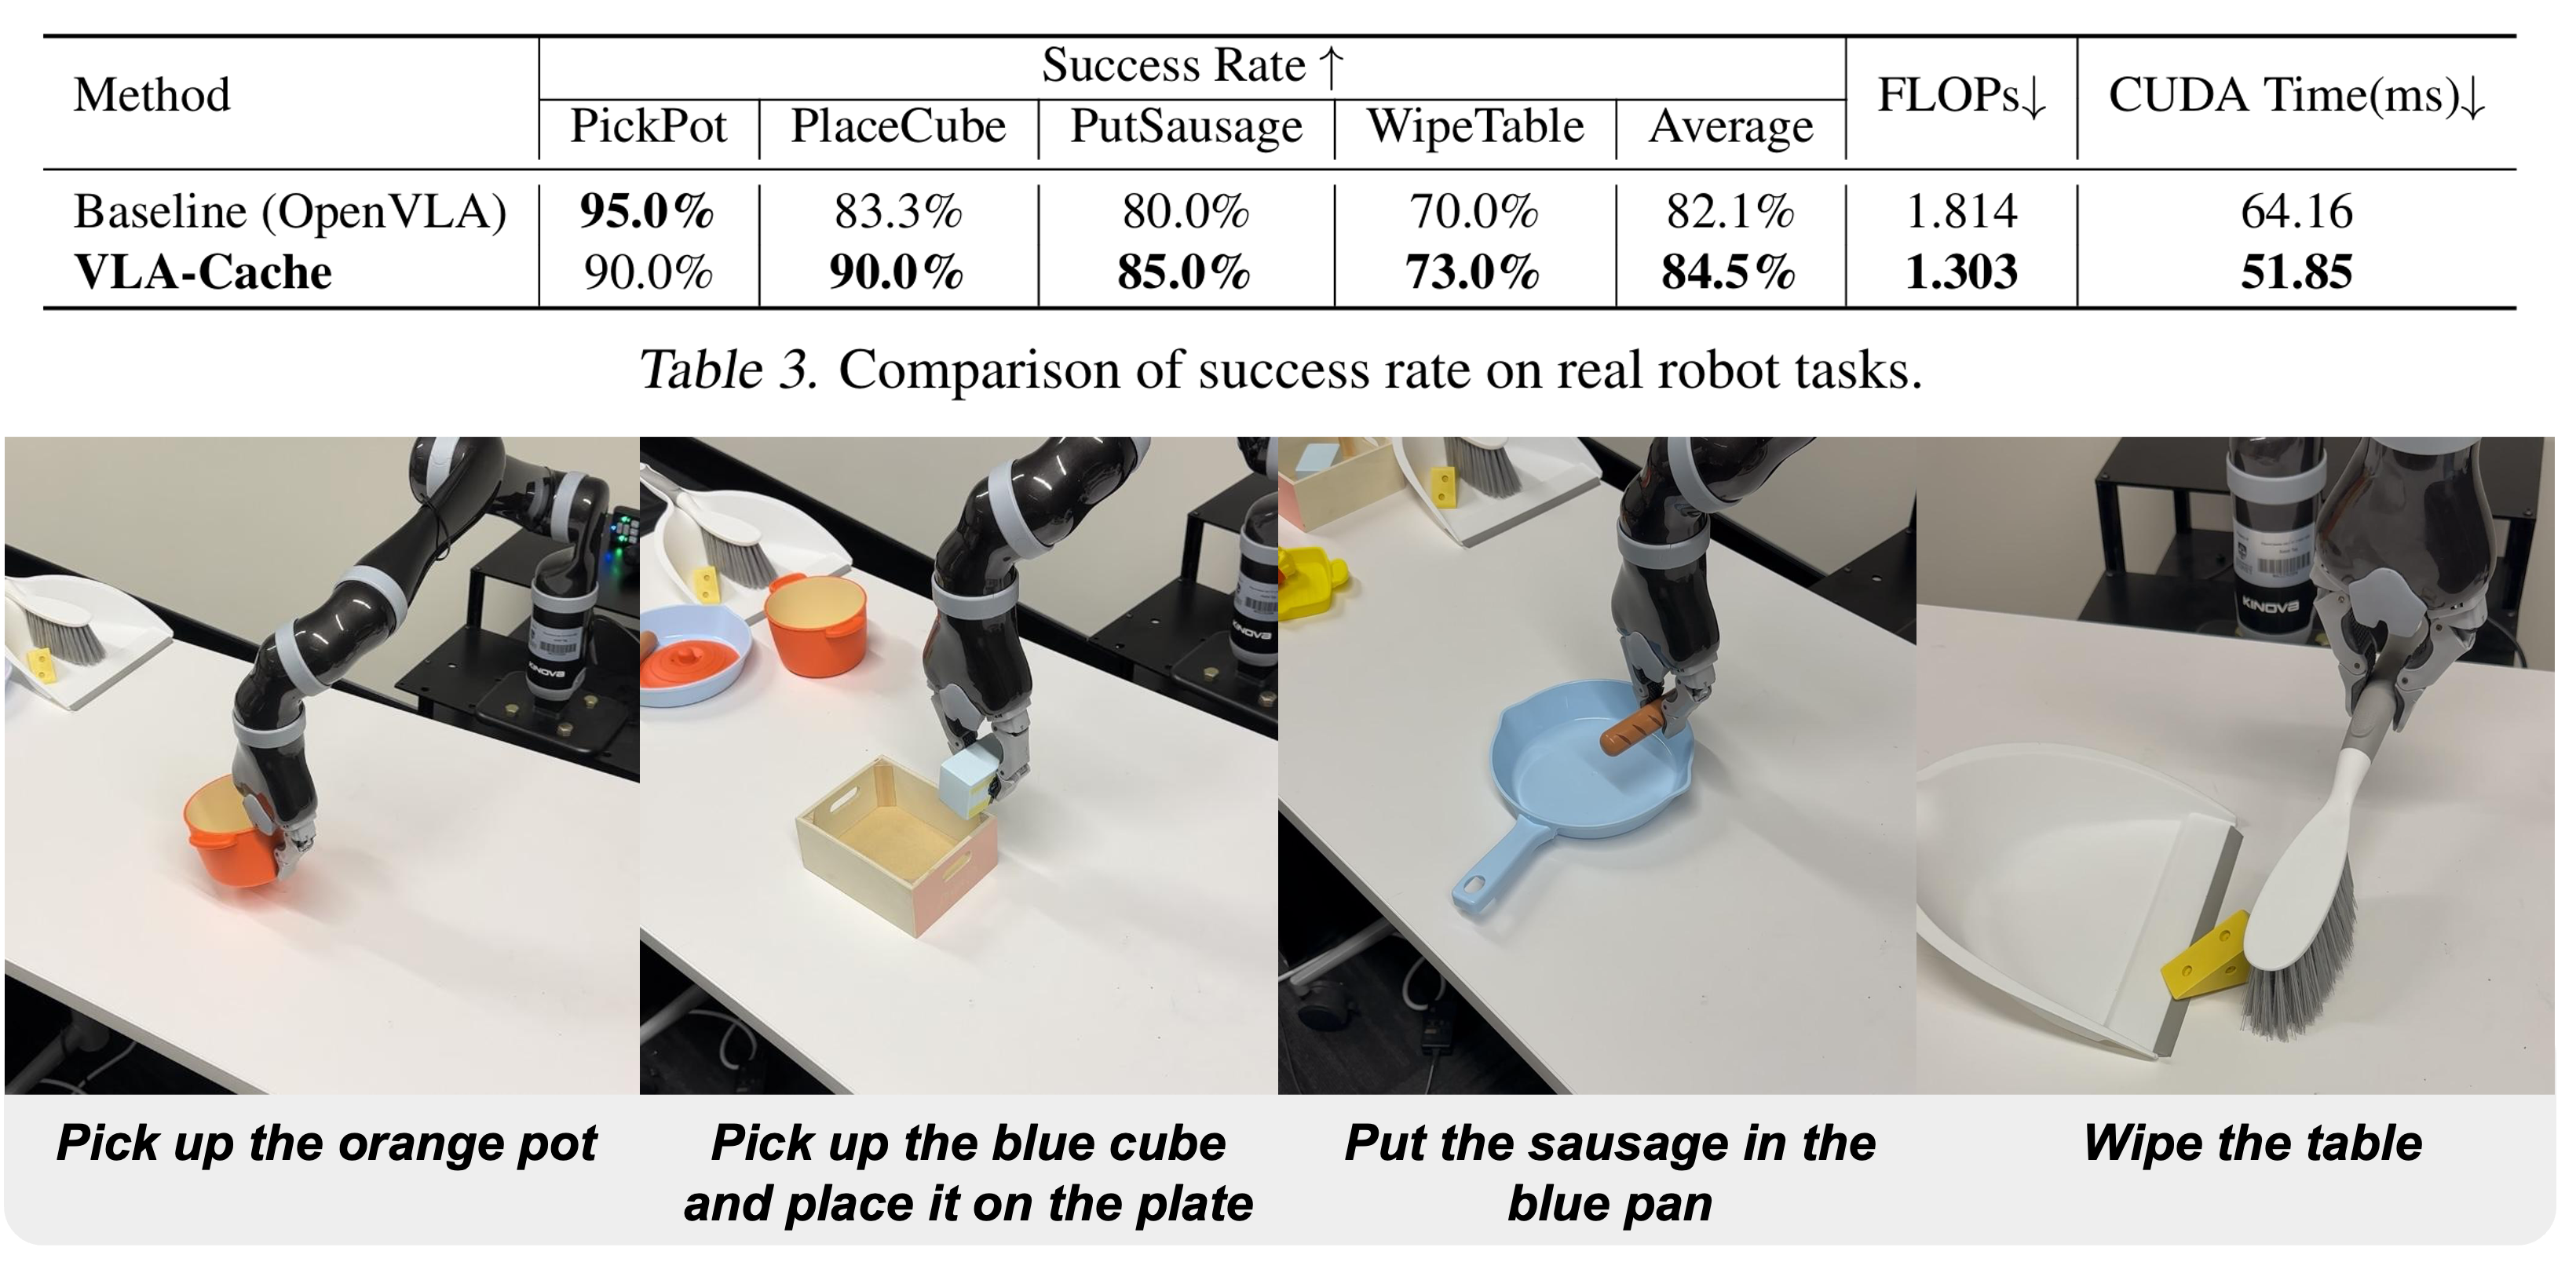 Method
Success Rate ↑
FLOPs↓
CUDA Time(ms)↓
PickPot
PlaceCube
PutSausage
WipeTable
Average
Baseline (OpenVLA) 95.0% 83.3% 80.0% 70.0% 82.1% 1.814 64.16
VLA-Cache 90.0% 90.0% 85.0% 73.0% 84.5% 1.303 51.85
Table 3. Comparison of success rate on real robot tasks.
KINOVA
KINOVA
KINOVA
Pick up the orange pot
Pick up the blue cube
and place it on the plate
Put the sausage in the
blue pan
Wipe the table